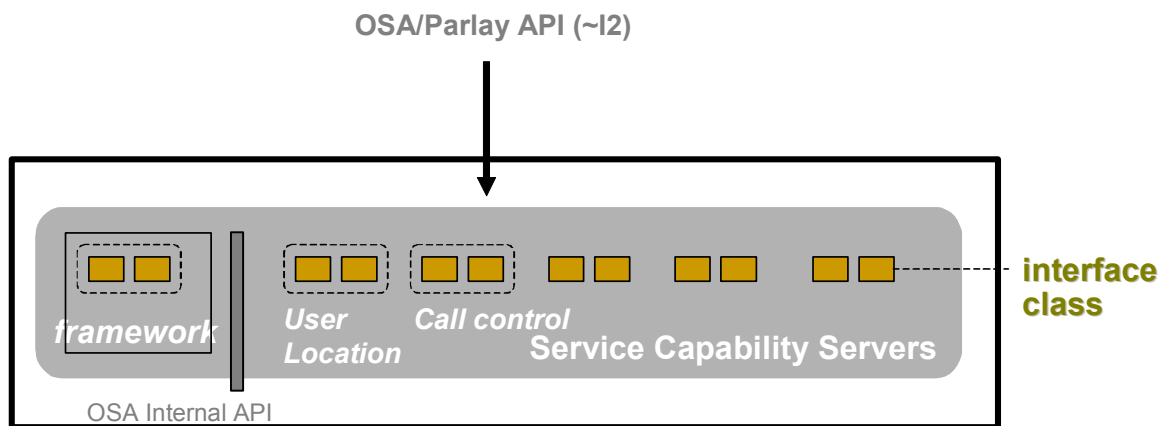 OSA/Parlay API (~I2)
framework
User
Location
Call control
Service Capability Servers
interface
class
OSA Internal API